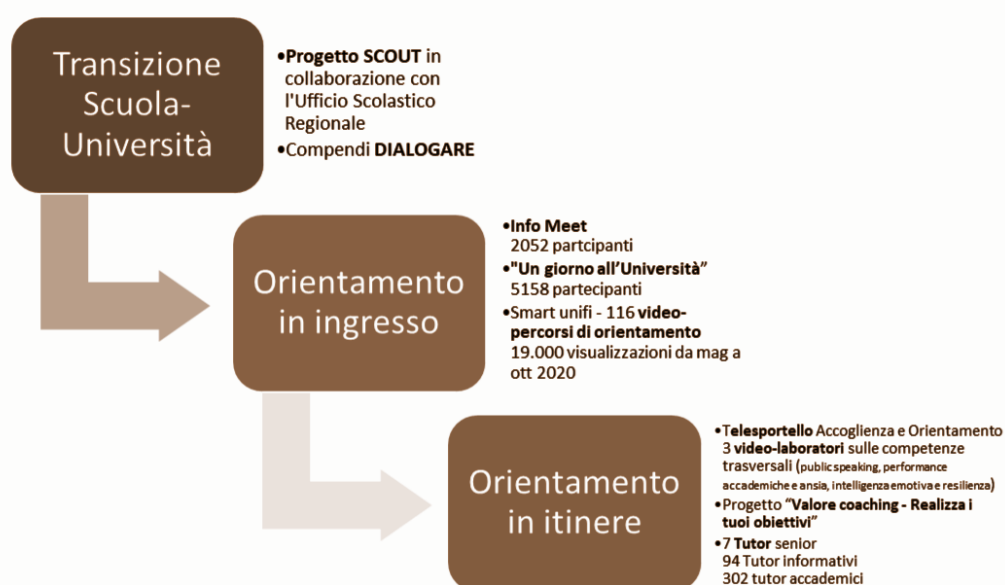 Transizione
Scuola-
Università
•Progetto SCOUT in
collaborazione con
l'Ufficio Scolastico
Regionale
•Compendi DIALOGARE
Orientamento
in ingresso
•Info Meet
2052 partcipanti
•"Un giorno all’Università”
5158 partecipanti
•Smart unifi - 116 video-
percorsi di orientamento
19.000 visualizzazioni da mag a
ott 2020
Orientamento
in itinere
•Telesportello Accoglienza e Orientamento
3 video-laboratori sulle competenze
trasversali (public speaking, performance
accademiche e ansia, intelligenza emotiva e resilienza)
•Progetto “Valore coaching - Realizza i
tuoi obiettivi”
•7 Tutor senior
94 Tutor informativi
302 tutor accademici